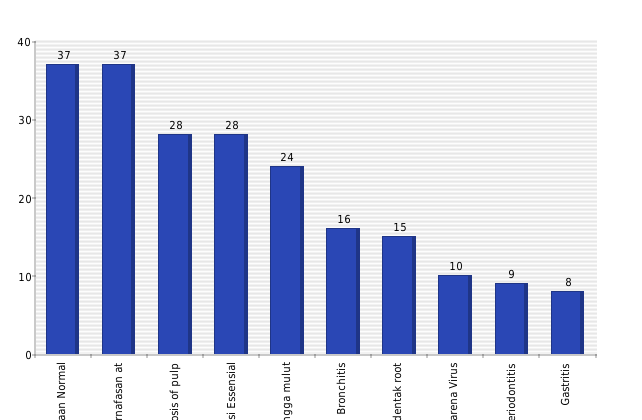 40
30
20
10
0
37
37
28
28
24
16
15
10
9
8
aan Normal
rnafasan at
osis of pulp
si Essensial
ngga mulut
Bronchitis
dentak root
arena Virus
eriodontitis
Gastritis